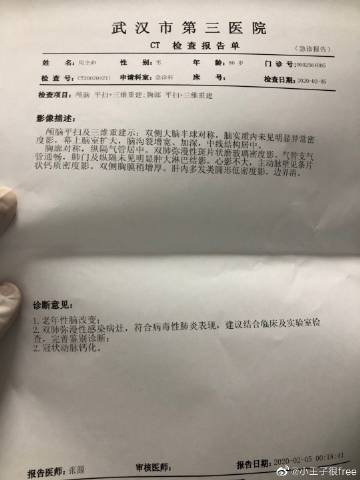 武汉市第三医院
CT 检查报告单 （急诊报告）
姓 名： 性 别：男 年 龄：80岁 门 诊 号：
检 查 号： 申请科室：急诊科 床 号： 检查日期：2020-02-05
检查项目：颅脑 平扫+三维重建;胸部 平扫+三维重建
影像描述：
颅脑平扫及三维重建示：双侧大脑半球对称，脑实质内未见明显异常密
度影。幕上脑室扩大，脑沟裂增宽、加深，中线结构居中。
胸廓对称，纵隔气管居中。双肺弥漫性斑片状磨玻璃密度影。气管支气
管通畅。肺门及纵隔未见明显肿大淋巴结影。心影不大，主动脉壁见条片
状钙质密度影。双侧胸膜稍增厚。肝内多发类圆形低密度影，边界清。
诊断意见：
1.老年性脑改变；
2.双肺弥漫性感染病灶，符合病毒性肺炎表现，建议结合临床及实验室检
查，完善鉴别诊断；
2.冠状动脉钙化。
报告医师： 审核医师： 报告日期：2020-02-05 00:18:41
@小王子很free